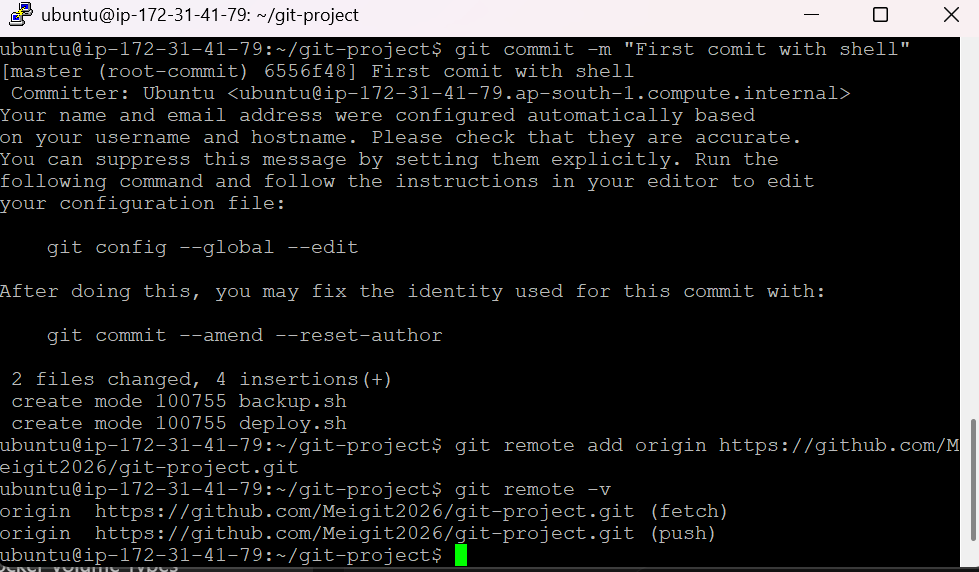 ubuntu@ip-172-31-41-79: ~/git-project
ubuntu@ip-172-31-41-79:~/git-project$ git commit -m "First comit with shell"
[master (root-commit) 6556f48] First comit with shell
 Committer: Ubuntu <ubuntu@ip-172-31-41-79.ap-south-1.compute.internal>
Your name and email address were configured automatically based
on your username and hostname. Please check that they are accurate.
You can suppress this message by setting them explicitly. Run the
following command and follow the instructions in your editor to edit
your configuration file:
    git config --global --edit
After doing this, you may fix the identity used for this commit with:
    git commit --amend --reset-author
 2 files changed, 4 insertions(+)
 create mode 100755 backup.sh
 create mode 100755 deploy.sh
ubuntu@ip-172-31-41-79:~/git-project$ git remote add origin https://github.com/M
eigit2026/git-project.git
ubuntu@ip-172-31-41-79:~/git-project$ git remote -v
origin  https://github.com/Meigit2026/git-project.git (fetch)
origin  https://github.com/Meigit2026/git-project.git (push)
ubuntu@ip-172-31-41-79:~/git-project$